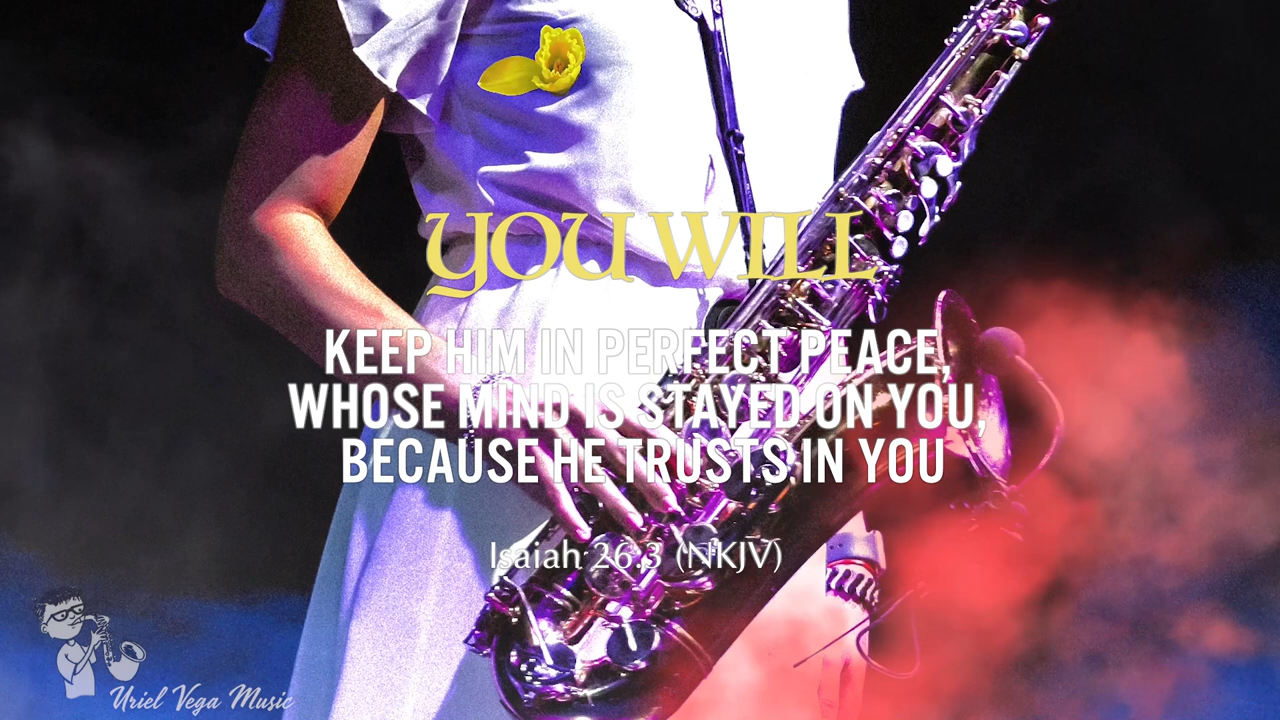 YOU WILL
KEEP HIM IN PERFECT PEACE,
WHOSE MIND IS STAYED ON YOU,
BECAUSE HE TRUSTS IN YOU
Isaiah 26:3 (NKJV)
Uriel Vega Music